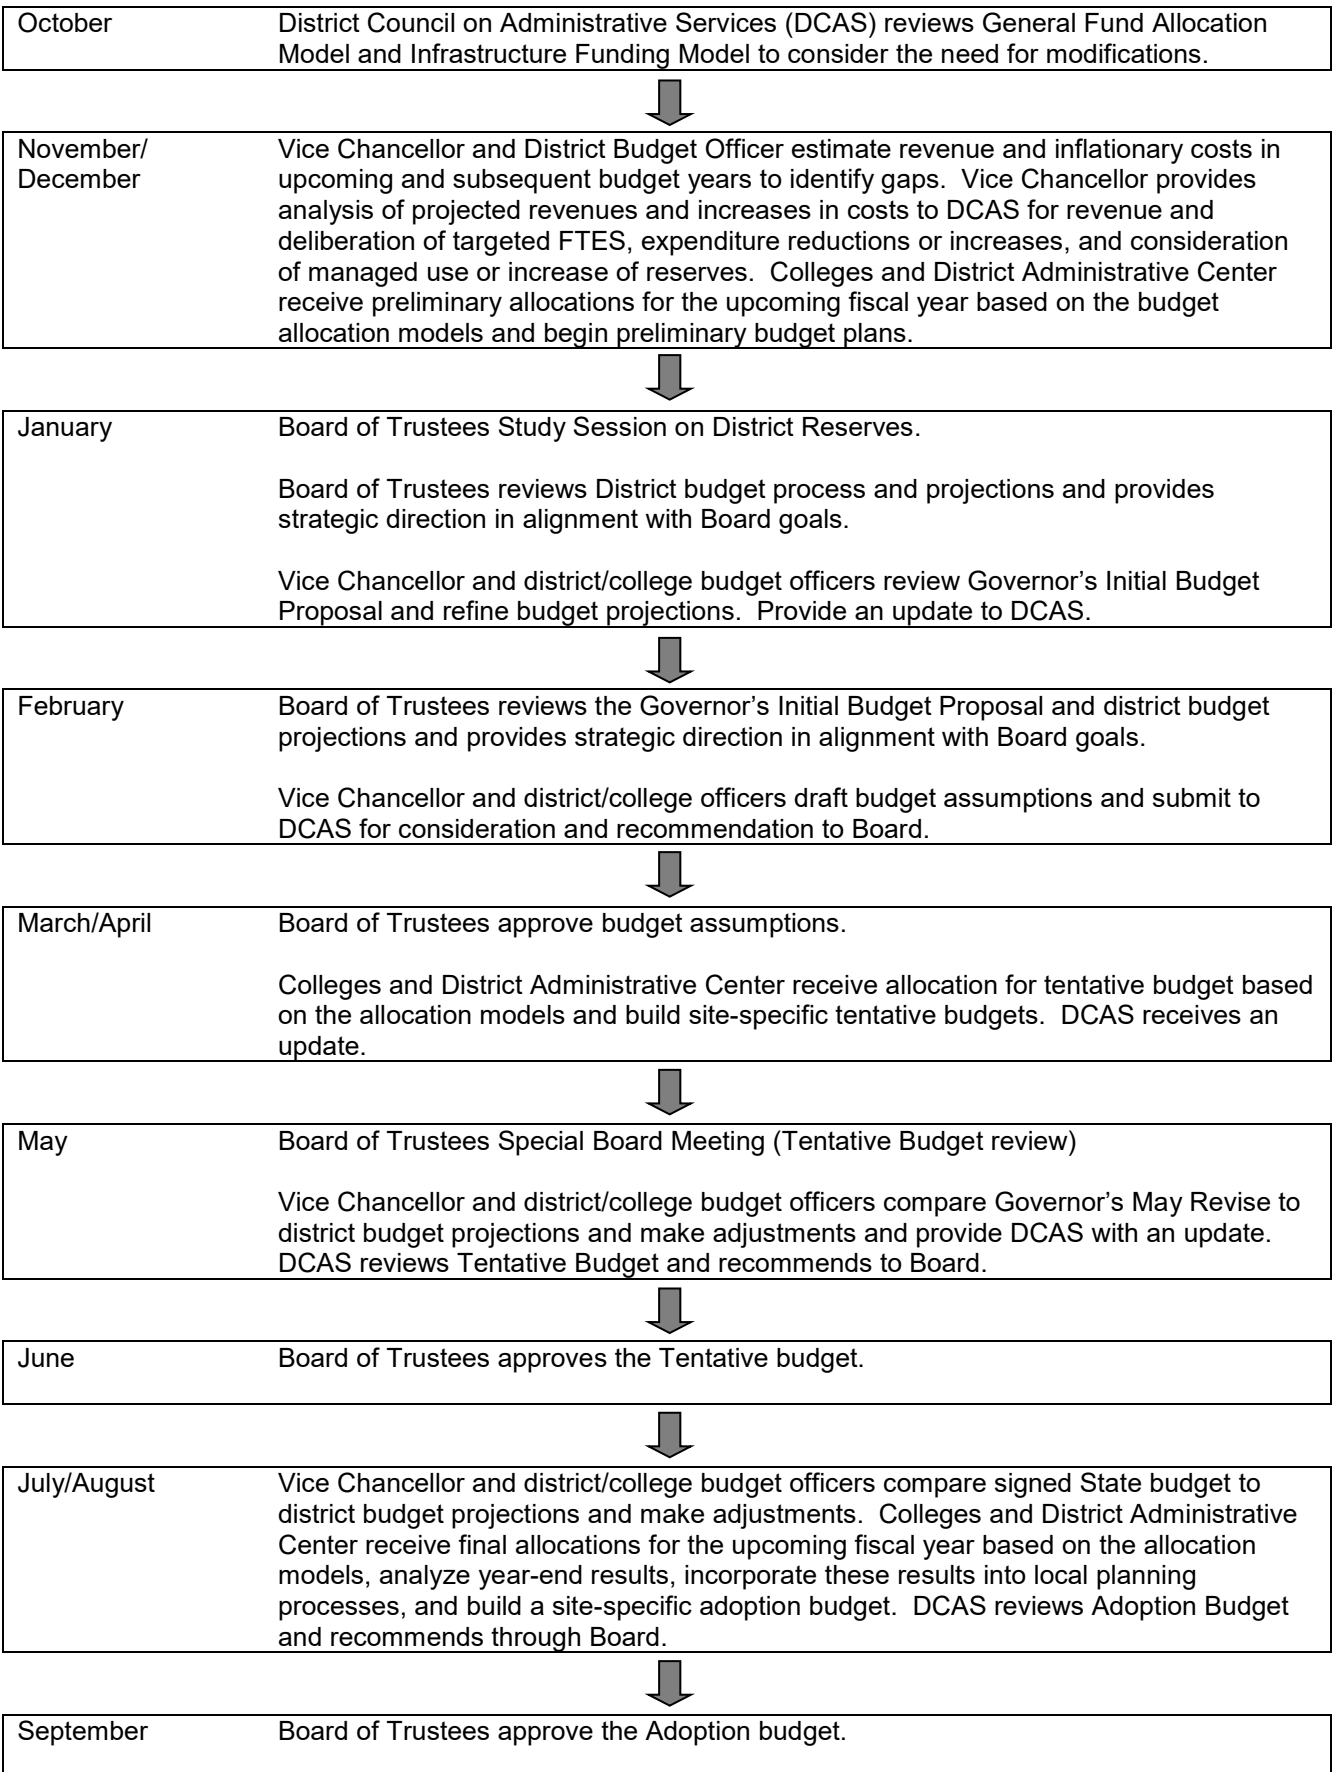 October District Council on Administrative Services (DCAS) reviews General Fund Allocation
Model and Infrastructure Funding Model to consider the need for modifications.
November/ Vice Chancellor and District Budget Officer estimate revenue and inflationary costs in
December upcoming and subsequent budget years to identify gaps. Vice Chancellor provides
analysis of projected revenues and increases in costs to DCAS for revenue and
deliberation of targeted FTES, expenditure reductions or increases, and consideration
of managed use or increase of reserves. Colleges and District Administrative Center
receive preliminary allocations for the upcoming fiscal year based on the budget
allocation models and begin preliminary budget plans.
January Board of Trustees Study Session on District Reserves.
Board of Trustees reviews District budget process and projections and provides
strategic direction in alignment with Board goals.
Vice Chancellor and district/college budget officers review Governor’s Initial Budget
Proposal and refine budget projections. Provide an update to DCAS.
February Board of Trustees reviews the Governor’s Initial Budget Proposal and district budget
projections and provides strategic direction in alignment with Board goals.
Vice Chancellor and district/college officers draft budget assumptions and submit to
DCAS for consideration and recommendation to Board.
March/April Board of Trustees approve budget assumptions.
Colleges and District Administrative Center receive allocation for tentative budget based
on the allocation models and build site-specific tentative budgets. DCAS receives an
update.
May Board of Trustees Special Board Meeting (Tentative Budget review)
Vice Chancellor and district/college budget officers compare Governor’s May Revise to
district budget projections and make adjustments and provide DCAS with an update.
DCAS reviews Tentative Budget and recommends to Board.
June Board of Trustees approves the Tentative budget.
July/August Vice Chancellor and district/college budget officers compare signed State budget to
district budget projections and make adjustments. Colleges and District Administrative
Center receive final allocations for the upcoming fiscal year based on the allocation
models, analyze year-end results, incorporate these results into local planning
processes, and build a site-specific adoption budget. DCAS reviews Adoption Budget
and recommends through Board.
September Board of Trustees approve the Adoption budget.